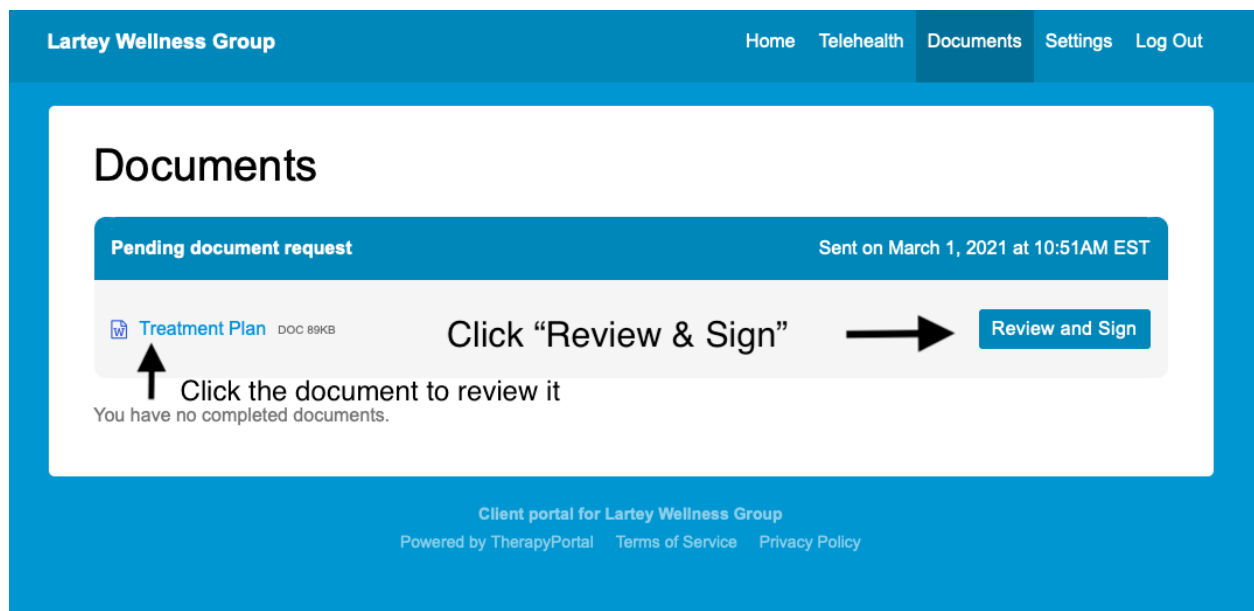 Lartey Wellness Group Home Telehealth Documents Settings Log Out
Documents
Pending document request Sent on March 1, 2021 at 10:51AM EST
Treatment Plan DOC 89KB Click “Review & Sign” Review and Sign
Click the document to review it
You have no completed documents.
Client portal for Lartey Wellness Group
Powered by TherapyPortal Terms of Service Privacy Policy